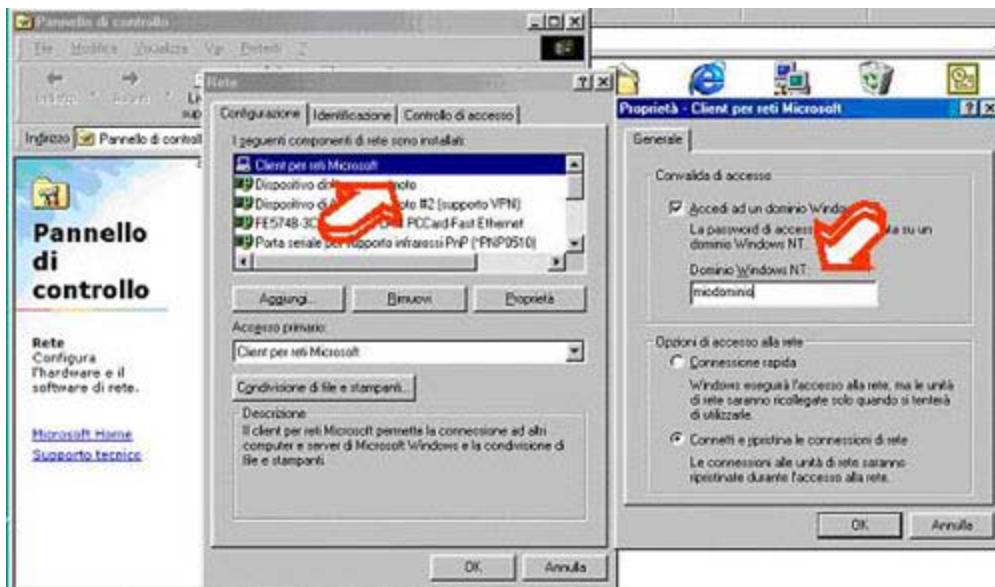 Pannello di controllo
File Modifica Visualizza Vai Preferiti ?
Indirizzo Pannello di controll
Pannello
di
controllo
Rete
Configura
l'hardware e il
software di rete.
Microsoft Home
Supporto tecnico
Rete
Configurazione Identificazione Controllo di accesso
I seguenti componenti di rete sono installati:
Client per reti Microsoft
Dispositivo di
Dispositivo di #2 (supporto VPN)
PCCard-Fast Ethernet
Porta seriale per supporto infrarossi PnP (*PNP0510)
Aggiungi... Rimuovi Proprietà
Accesso primario:
Client per reti Microsoft
Condivisione di file e stampanti...
Descrizione
Il client per reti Microsoft permette la connessione ad altri
computer e server di Microsoft Windows e la condivisione di
file e stampanti.
OK Annulla
Proprietà - Client per reti Microsoft
Generale
Convalida di accesso
Accedi ad un dominio Windows
La password di accesso su un
dominio Windows NT.
Dominio Windows NT:
miodominio
Opzioni di accesso alla rete
Connessione rapida
Windows eseguirà l'accesso alla rete, ma le unità
di rete saranno ricollegate solo quando si tenterà
di utilizzarle.
Connetti e ripristina le connessioni di rete
Le connessioni alle unità di rete saranno
ripristinate durante l'accesso alla rete.
OK Annulla